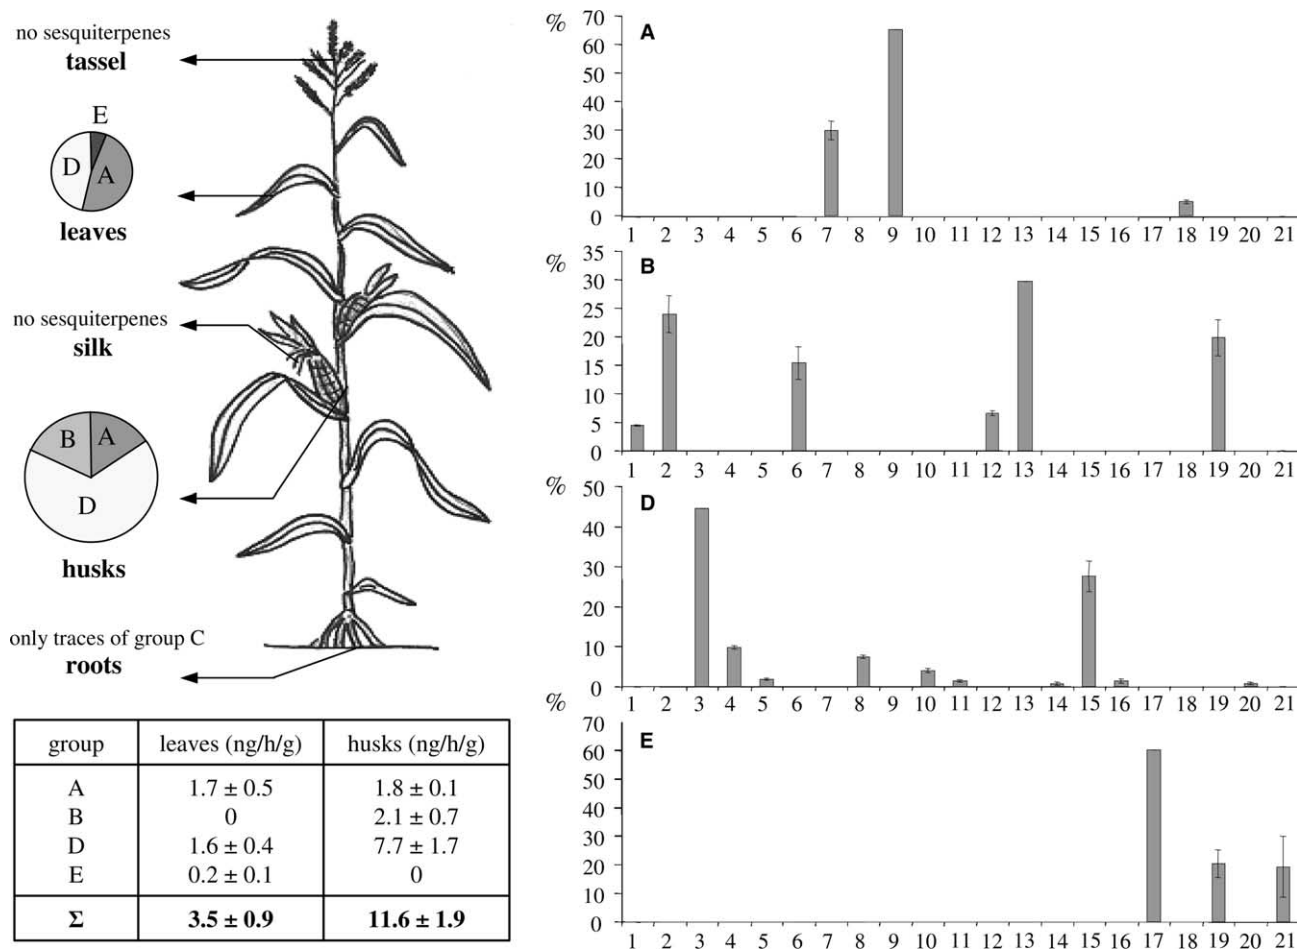 no sesquiterpenes
tassel
E
D
A
leaves
no sesquiterpenes
silk
B
A
D
husks
only traces of group C
roots
group leaves (ng/h/g) husks (ng/h/g)
A 1.7 ± 0.5 1.8 ± 0.1
B 0 2.1 ± 0.7
D 1.6 ± 0.4 7.7 ± 1.7
E 0.2 ± 0.1 0
Σ 3.5 ± 0.9 11.6 ± 1.9
%
A
70
60
50
40
30
20
10
0
1 2 3 4 5 6 7 8 9 10 11 12 13 14 15 16 17 18 19 20 21
%
B
35
30
25
20
15
10
5
0
1 2 3 4 5 6 7 8 9 10 11 12 13 14 15 16 17 18 19 20 21
%
D
50
40
30
20
10
0
1 2 3 4 5 6 7 8 9 10 11 12 13 14 15 16 17 18 19 20 21
%
E
70
60
50
40
30
20
10
0
1 2 3 4 5 6 7 8 9 10 11 12 13 14 15 16 17 18 19 20 21